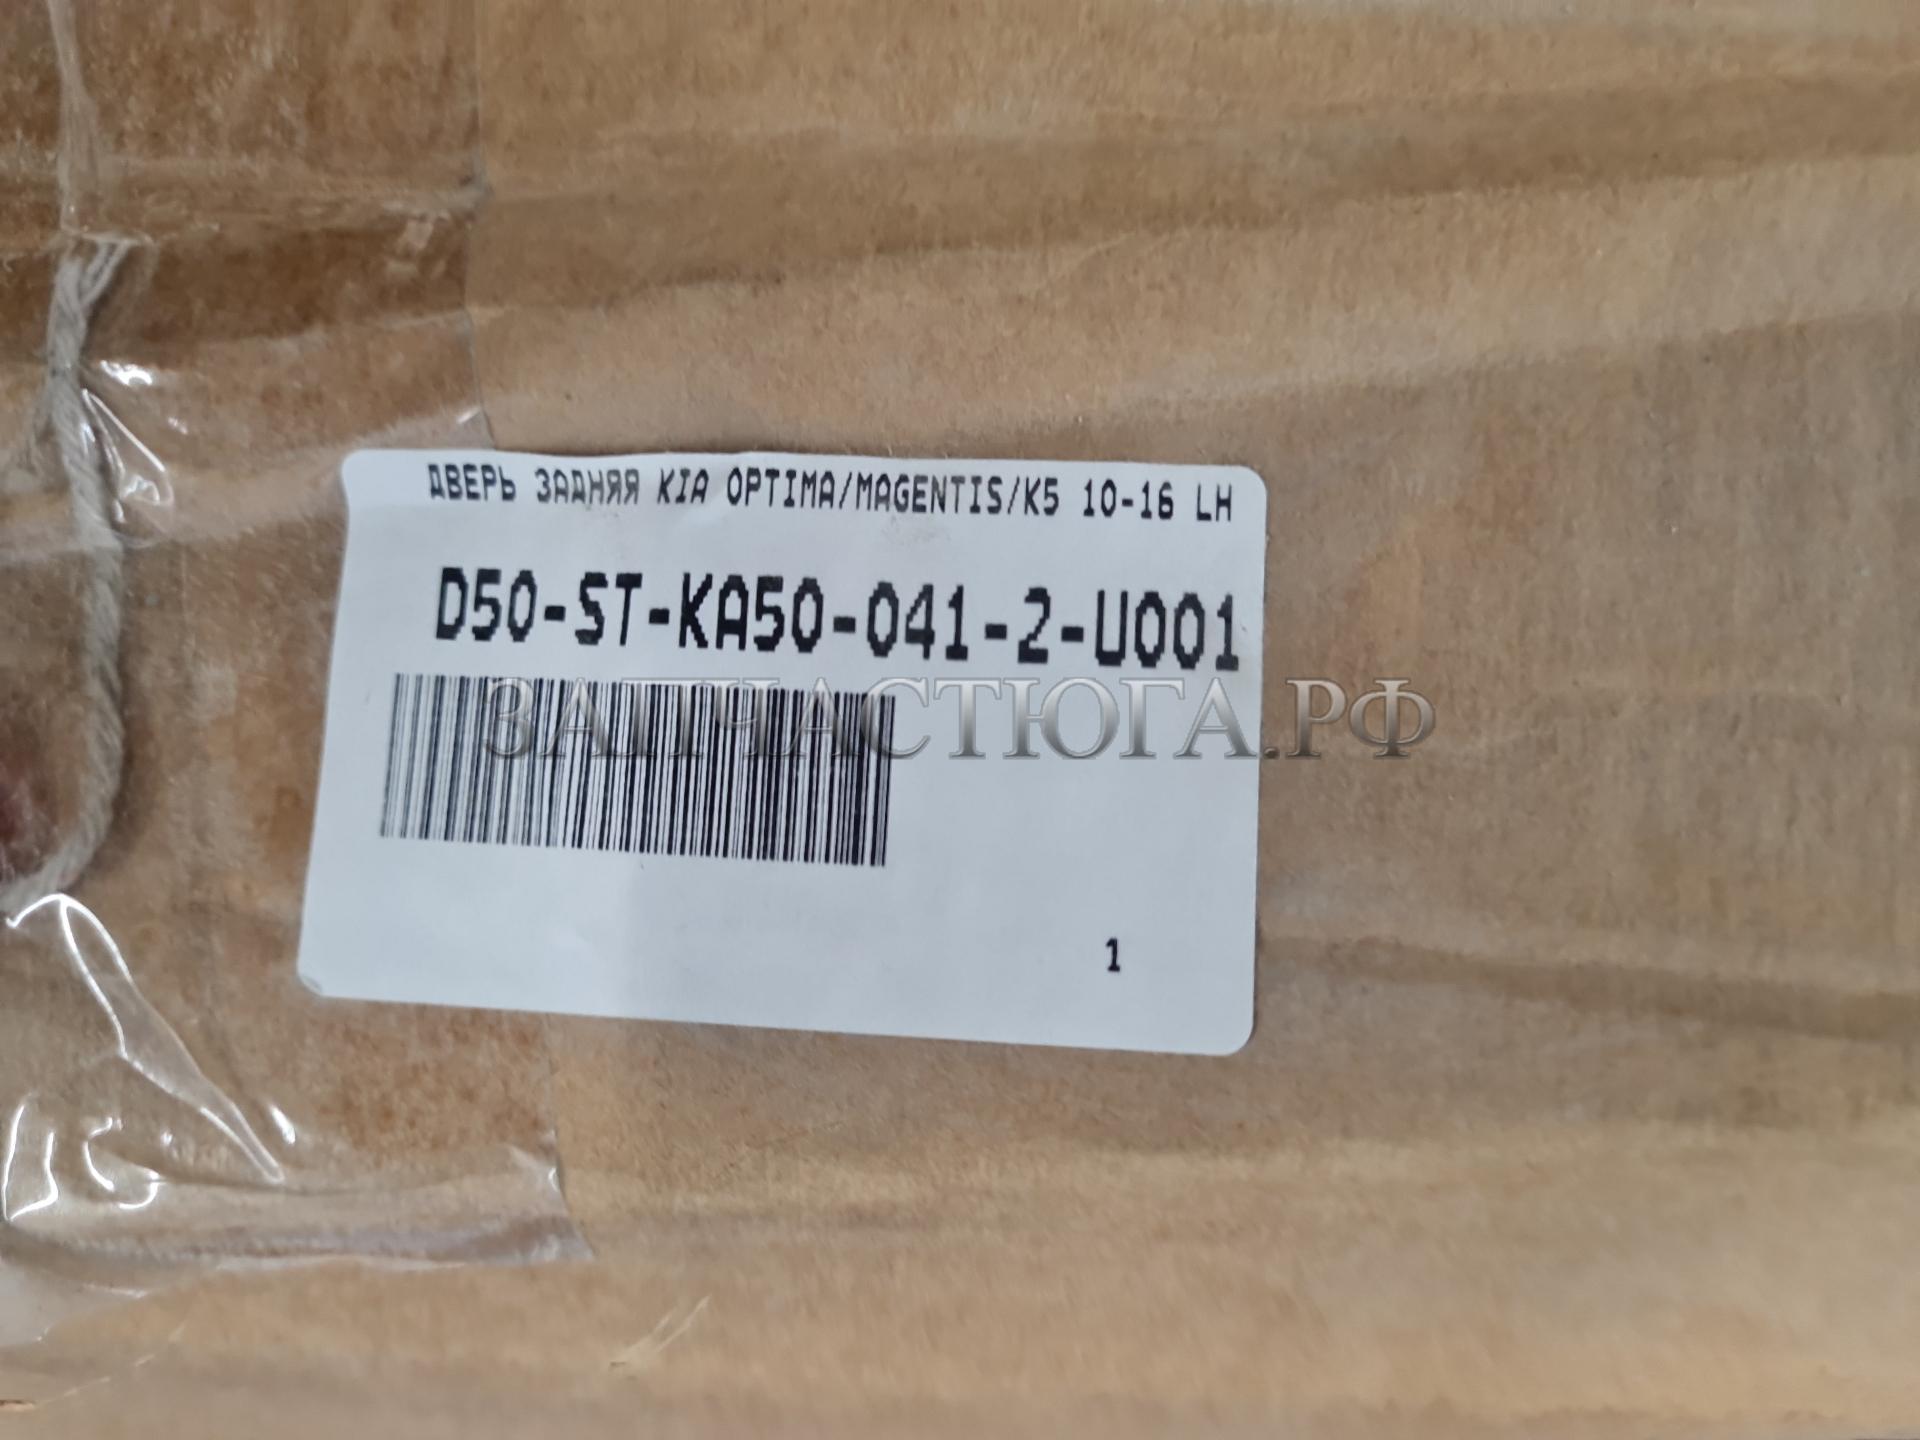 ДВЕРЬ ЗАДНЯЯ KIA OPTIMA/MAGENTIS/K5 10-16 LH
D50-ST-KA50-041-2-U001
ЗАПЧАСТЮГА.РФ
1